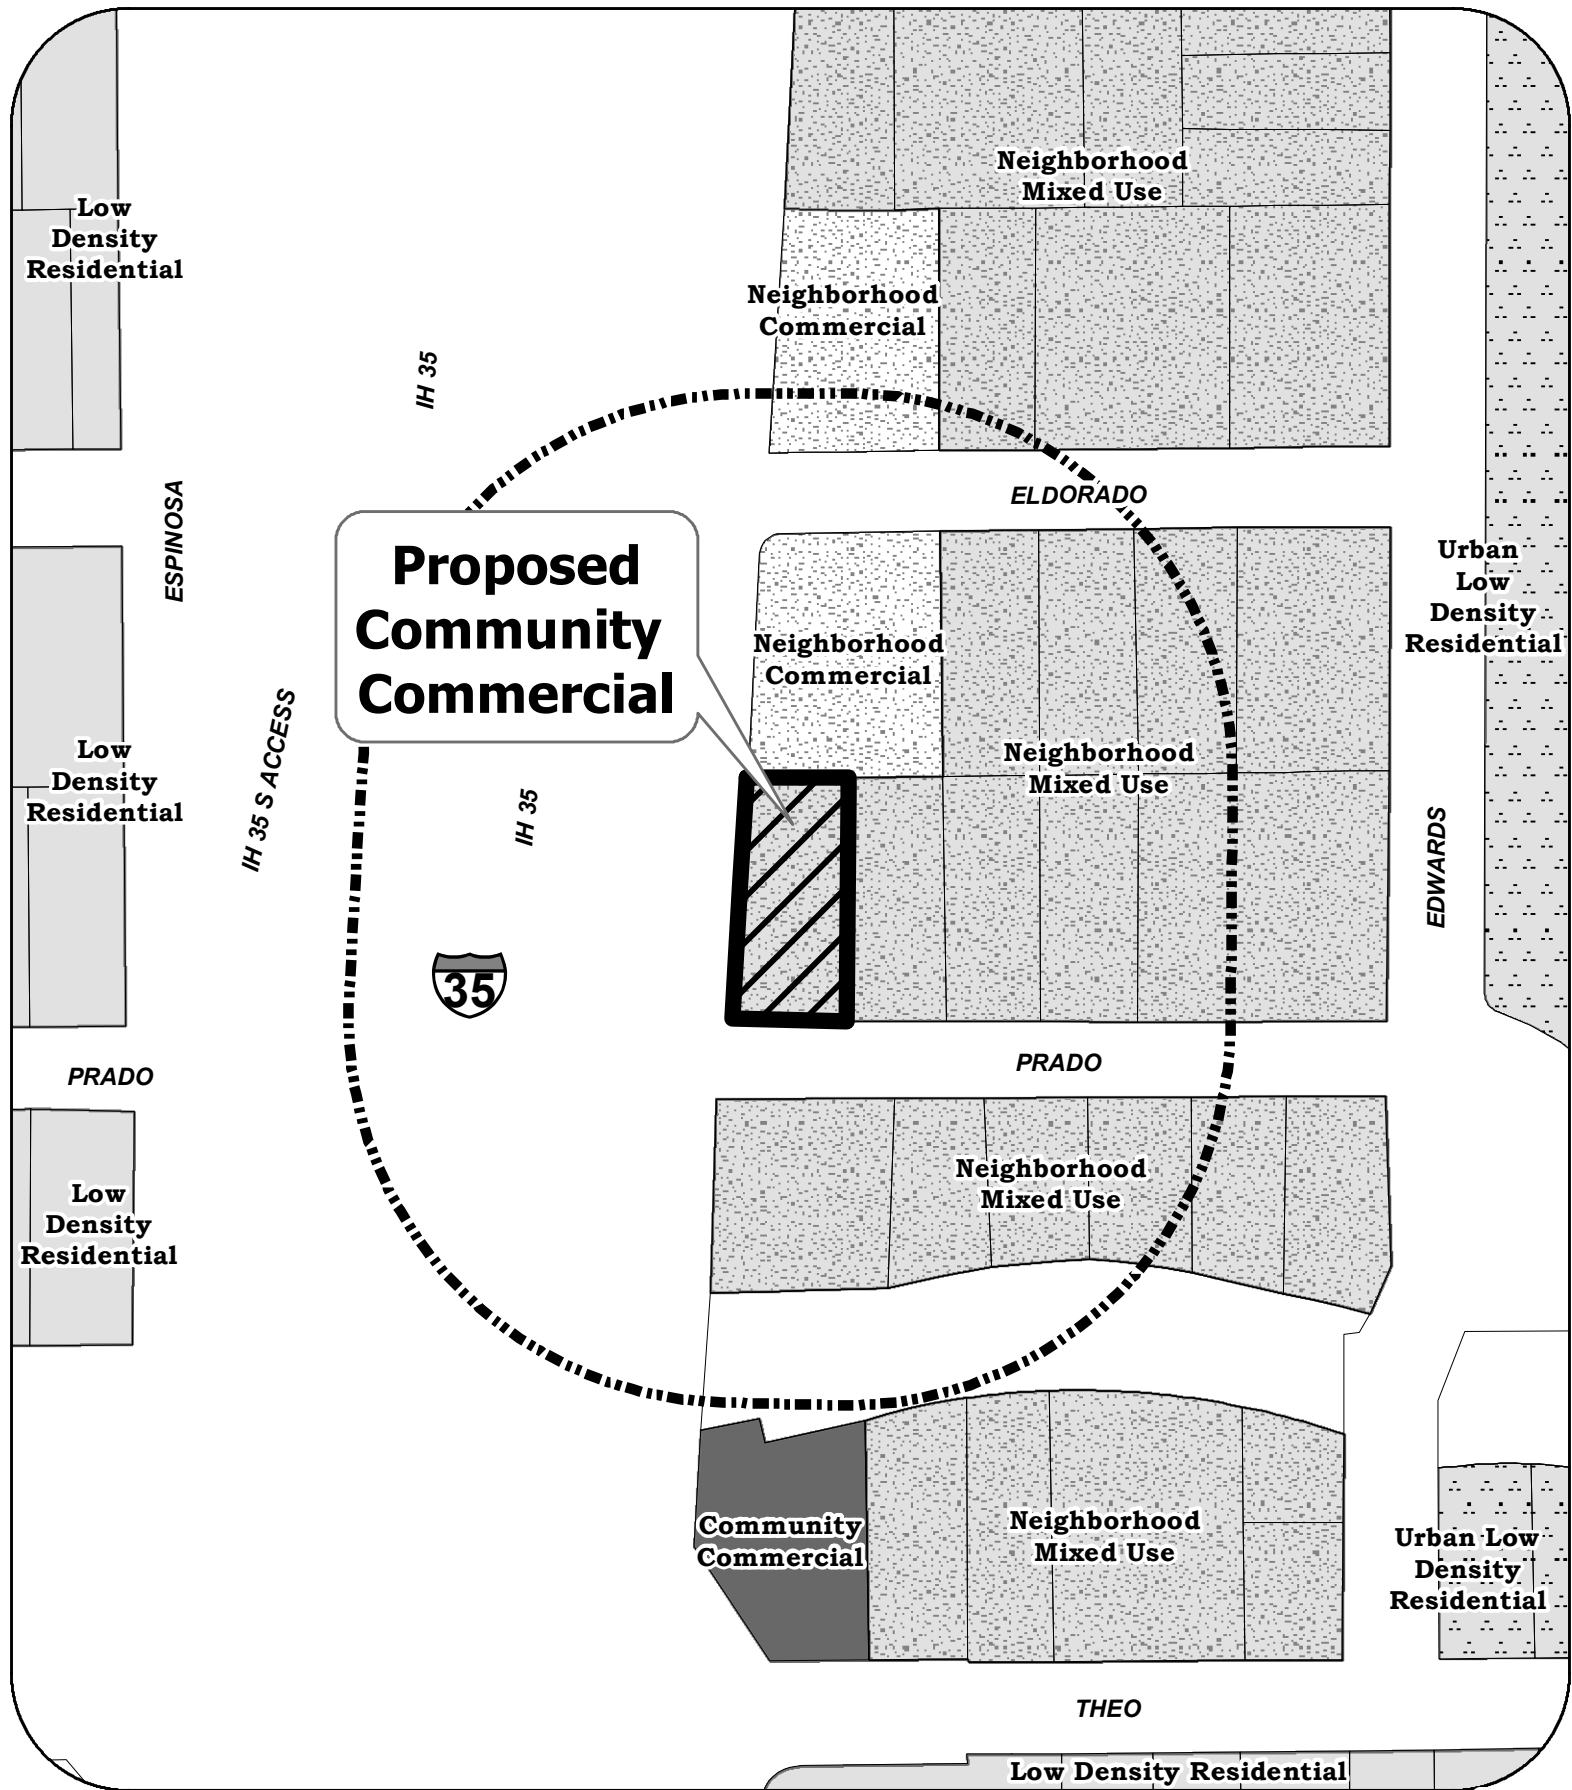 Neighborhood
Mixed Use
Low
Density
Residential
Neighborhood
Commercial
IH 35
ELDORADO
ESPINOSA
Proposed
Community
Commercial
Urban
Low
Density
Residential
Neighborhood
Commercial
IH 35 S ACCESS
Low
Density
Residential
Neighborhood
Mixed Use
IH 35
EDWARDS
35
PRADO
PRADO
Neighborhood
Mixed Use
Low
Density
Residential
Community
Commercial
Neighborhood
Mixed Use
Urban Low
Density
Residential
THEO
Low Density Residential